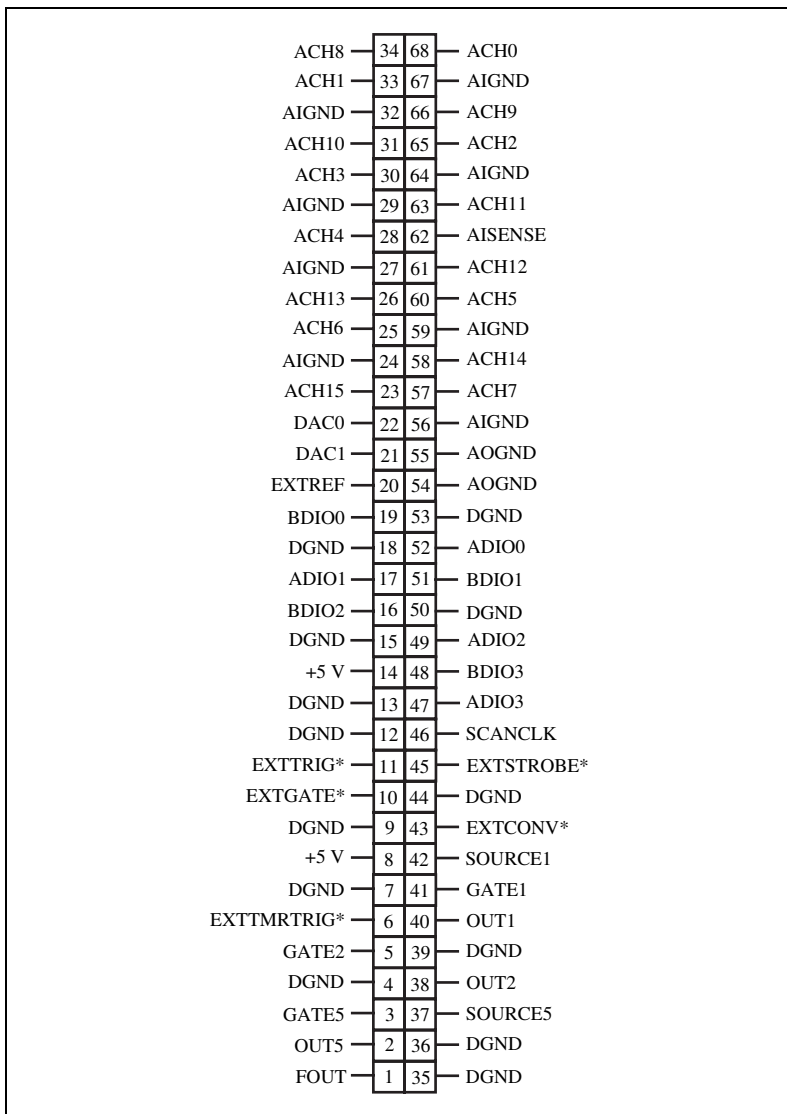 ACH8 34 68 ACH0
ACH1 33 67 AIGND
AIGND 32 66 ACH9
ACH10 31 65 ACH2
ACH3 30 64 AIGND
AIGND 29 63 ACH11
ACH4 28 62 AISENSE
AIGND 27 61 ACH12
ACH13 26 60 ACH5
ACH6 25 59 AIGND
AIGND 24 58 ACH14
ACH15 23 57 ACH7
DAC0 22 56 AIGND
DAC1 21 55 AOGND
EXTREF 20 54 AOGND
BDIO0 19 53 DGND
DGND 18 52 ADIO0
ADIO1 17 51 BDIO1
BDIO2 16 50 DGND
DGND 15 49 ADIO2
+5 V 14 48 BDIO3
DGND 13 47 ADIO3
DGND 12 46 SCANCLK
EXTTRIG* 11 45 EXTSTROBE*
EXTGATE* 10 44 DGND
DGND 9 43 EXTCONV*
+5 V 8 42 SOURCE1
DGND 7 41 GATE1
EXTTMRTRIG* 6 40 OUT1
GATE2 5 39 DGND
DGND 4 38 OUT2
GATE5 3 37 SOURCE5
OUT5 2 36 DGND
FOUT 1 35 DGND